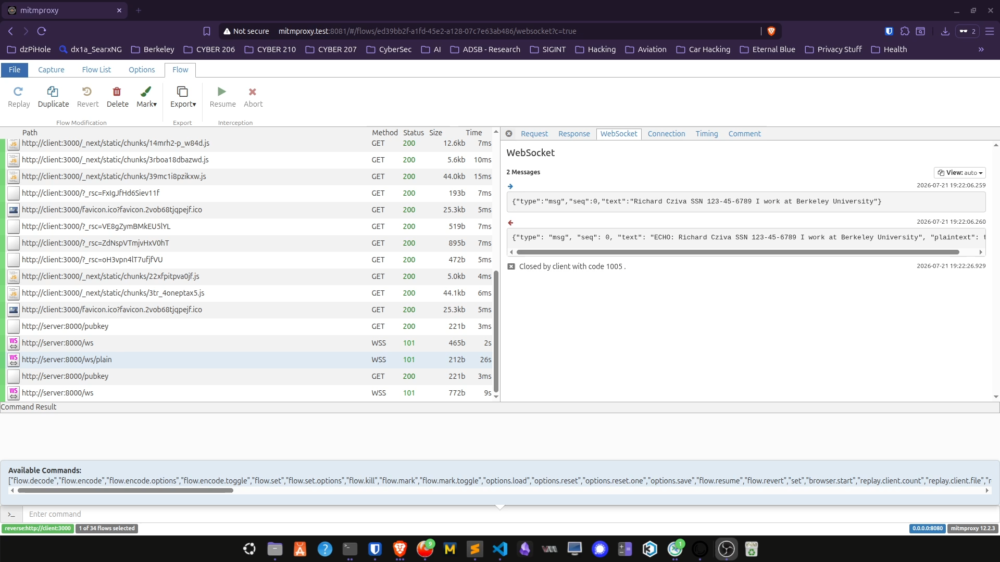 mitmproxy
Not secure mitmproxy.test:8081/#/flows/ed39bb2f-a1fd-45e2-a128-07c7e63ab486/websocket?c=true 2
dzPiHole dx1a_SearxNG Berkeley CYBER 206 CYBER 210 CYBER 207 CyberSec AI ADSB - Research SIGINT Hacking Aviation Car Hacking Eternal Blue Privacy Stuff Health »
File Capture Flow List Options Flow
Replay Duplicate Revert Delete Mark▾ Export▾ Resume Abort
Flow Modification Export Interception
Path Method Status Size Time
http://client:3000/_next/static/chunks/14mrh2-p_w84d.js GET 200 12.6kb 7ms
http://client:3000/_next/static/chunks/3rboa18dbazwd.js GET 200 5.6kb 10ms
http://client:3000/_next/static/chunks/39mc1i8pzikxw.js GET 200 44.0kb 15ms
http://client:3000/?_rsc=FxIgJfHd6Siev11f GET 200 193b 7ms
http://client:3000/favicon.ico?favicon.2vob68tjqpejf.ico GET 200 25.3kb 5ms
http://client:3000/?_rsc=VE8gZymBMkEU5lYL GET 200 519b 7ms
http://client:3000/?_rsc=ZdNspVTmjvHxV0hT GET 200 895b 7ms
http://client:3000/?_rsc=oH3vpn4lT7ufjfVU GET 200 472b 5ms
http://client:3000/_next/static/chunks/22xfpitpva0jf.js GET 200 5.0kb 4ms
http://client:3000/_next/static/chunks/3tr_4oneptax5.js GET 200 44.1kb 6ms
http://client:3000/favicon.ico?favicon.2vob68tjqpejf.ico GET 200 25.3kb 5ms
http://server:8000/pubkey GET 200 221b 3ms
WS http://server:8000/ws WSS 101 465b 2s
WS http://server:8000/ws/plain WSS 101 212b 26s
http://server:8000/pubkey GET 200 221b 3ms
WS http://server:8000/ws WSS 101 772b 9s
Request Response WebSocket Connection Timing Comment
WebSocket
2 Messages View: auto
2026-07-21 19:22:06.259
{"type":"msg","seq":0,"text":"Richard Cziva SSN 123-45-6789 I work at Berkeley University"}
2026-07-21 19:22:06.260
{"type": "msg", "seq": 0, "text": "ECHO: Richard Cziva SSN 123-45-6789 I work at Berkeley University", "plaintext": t
Closed by client with code 1005 . 2026-07-21 19:22:26.929
Command Result
Available Commands:
["flow.decode","flow.encode","flow.encode.options","flow.encode.toggle","flow.set","flow.set.options","flow.kill","flow.mark","flow.mark.toggle","options.load","options.reset","options.reset.one","options.save","flow.resume","flow.revert","set","browser.start","replay.client.count","replay.client.file","r
>_ Enter command
reverse:http://client:3000 1 of 34 flows selected 0.0.0.0:8080 mitmproxy 12.2.3
9 1